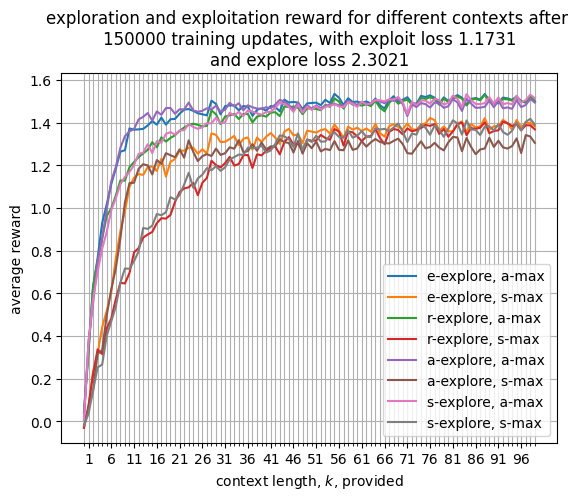 exploration and exploitation reward for different contexts after
150000 training updates, with exploit loss 1.1731
and explore loss 2.3021
1.6
1.4
1.2
1.0
0.8
0.6
0.4
0.2
0.0
average reward
e-explore, a-max
e-explore, s-max
r-explore, a-max
r-explore, s-max
a-explore, a-max
a-explore, s-max
s-explore, a-max
s-explore, s-max
1 6 11 16 21 26 31 36 41 46 51 56 61 66 71 76 81 86 91 96
context length, k, provided